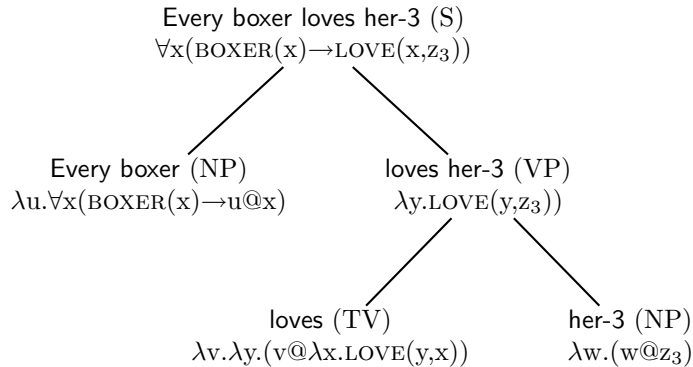 Every boxer loves her-3 (S)
∀x(BOXER(x)→LOVE(x,z₃))
Every boxer (NP)
λu.∀x(BOXER(x)→u@x)
loves her-3 (VP)
λy.LOVE(y,z₃))
loves (TV)
λv.λy.(v@λx.LOVE(y,x))
her-3 (NP)
λw.(w@z₃)